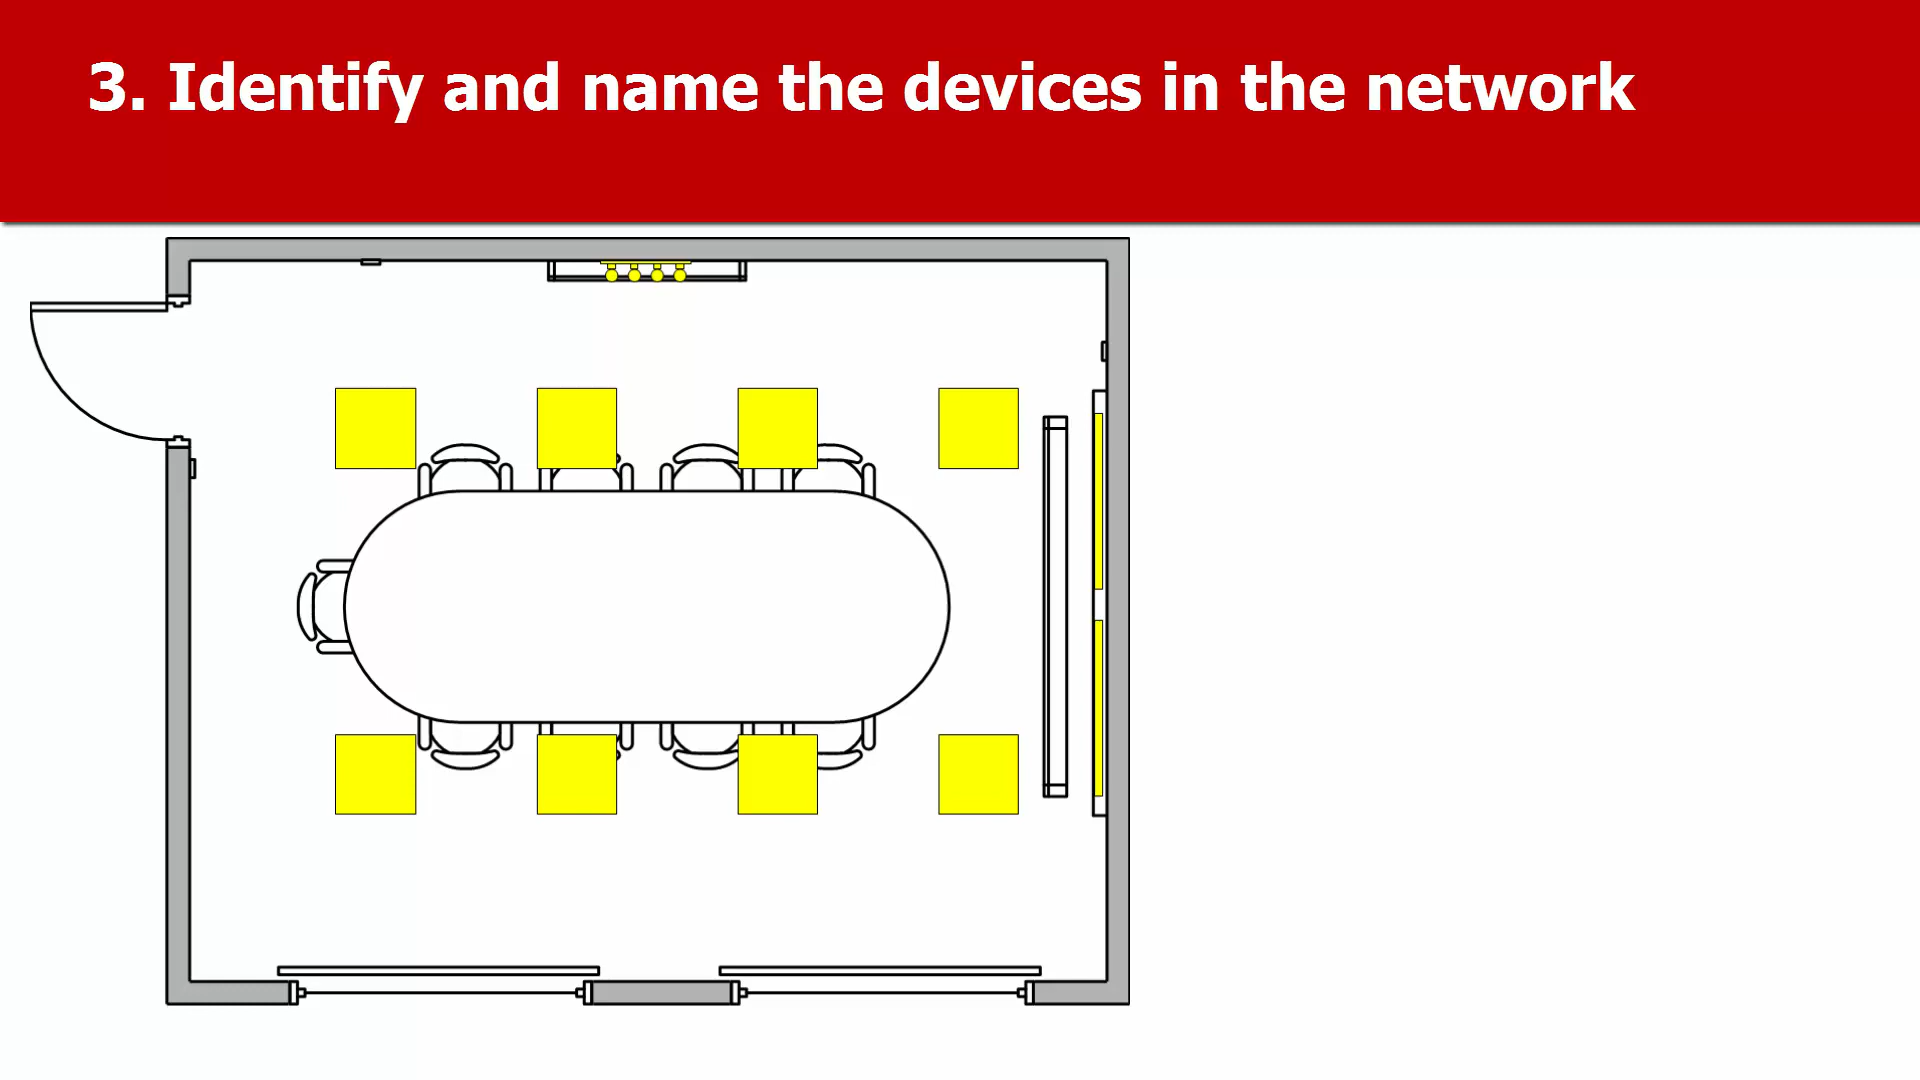 3. Identify and name the devices in the network